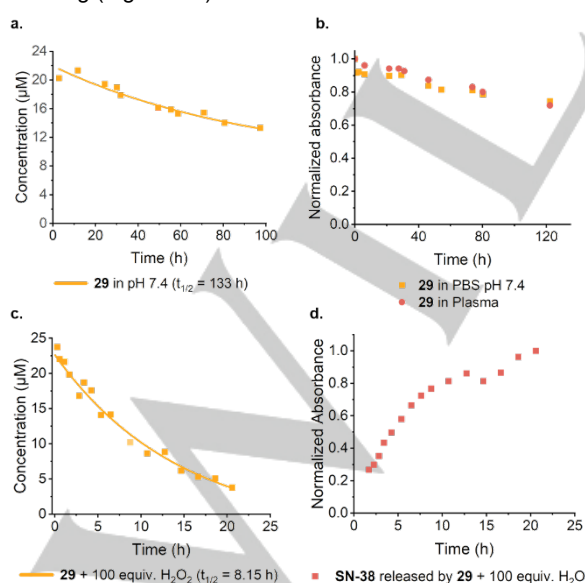 a.
Concentration (µM)
24
20
16
12
8
4
0
0 20 40 60 80 100
Time (h)
29 in pH 7.4 (t1/2 = 133 h)
b.
Normalized absorbance
1.0
0.8
0.6
0.4
0.2
0.0
0 40 80 120
Time (h)
29 in PBS pH 7.4
29 in Plasma
c.
Concentration (µM)
25
20
15
10
5
0
0 5 10 15 20 25
Time (h)
29 + 100 equiv. H2O2 (t1/2 = 8.15 h)
d.
Normalized Absorbance
1.0
0.8
0.6
0.4
0.2
0.0
0 5 10 15 20 25
Time (h)
SN-38 released by 29 + 100 equiv. H2O